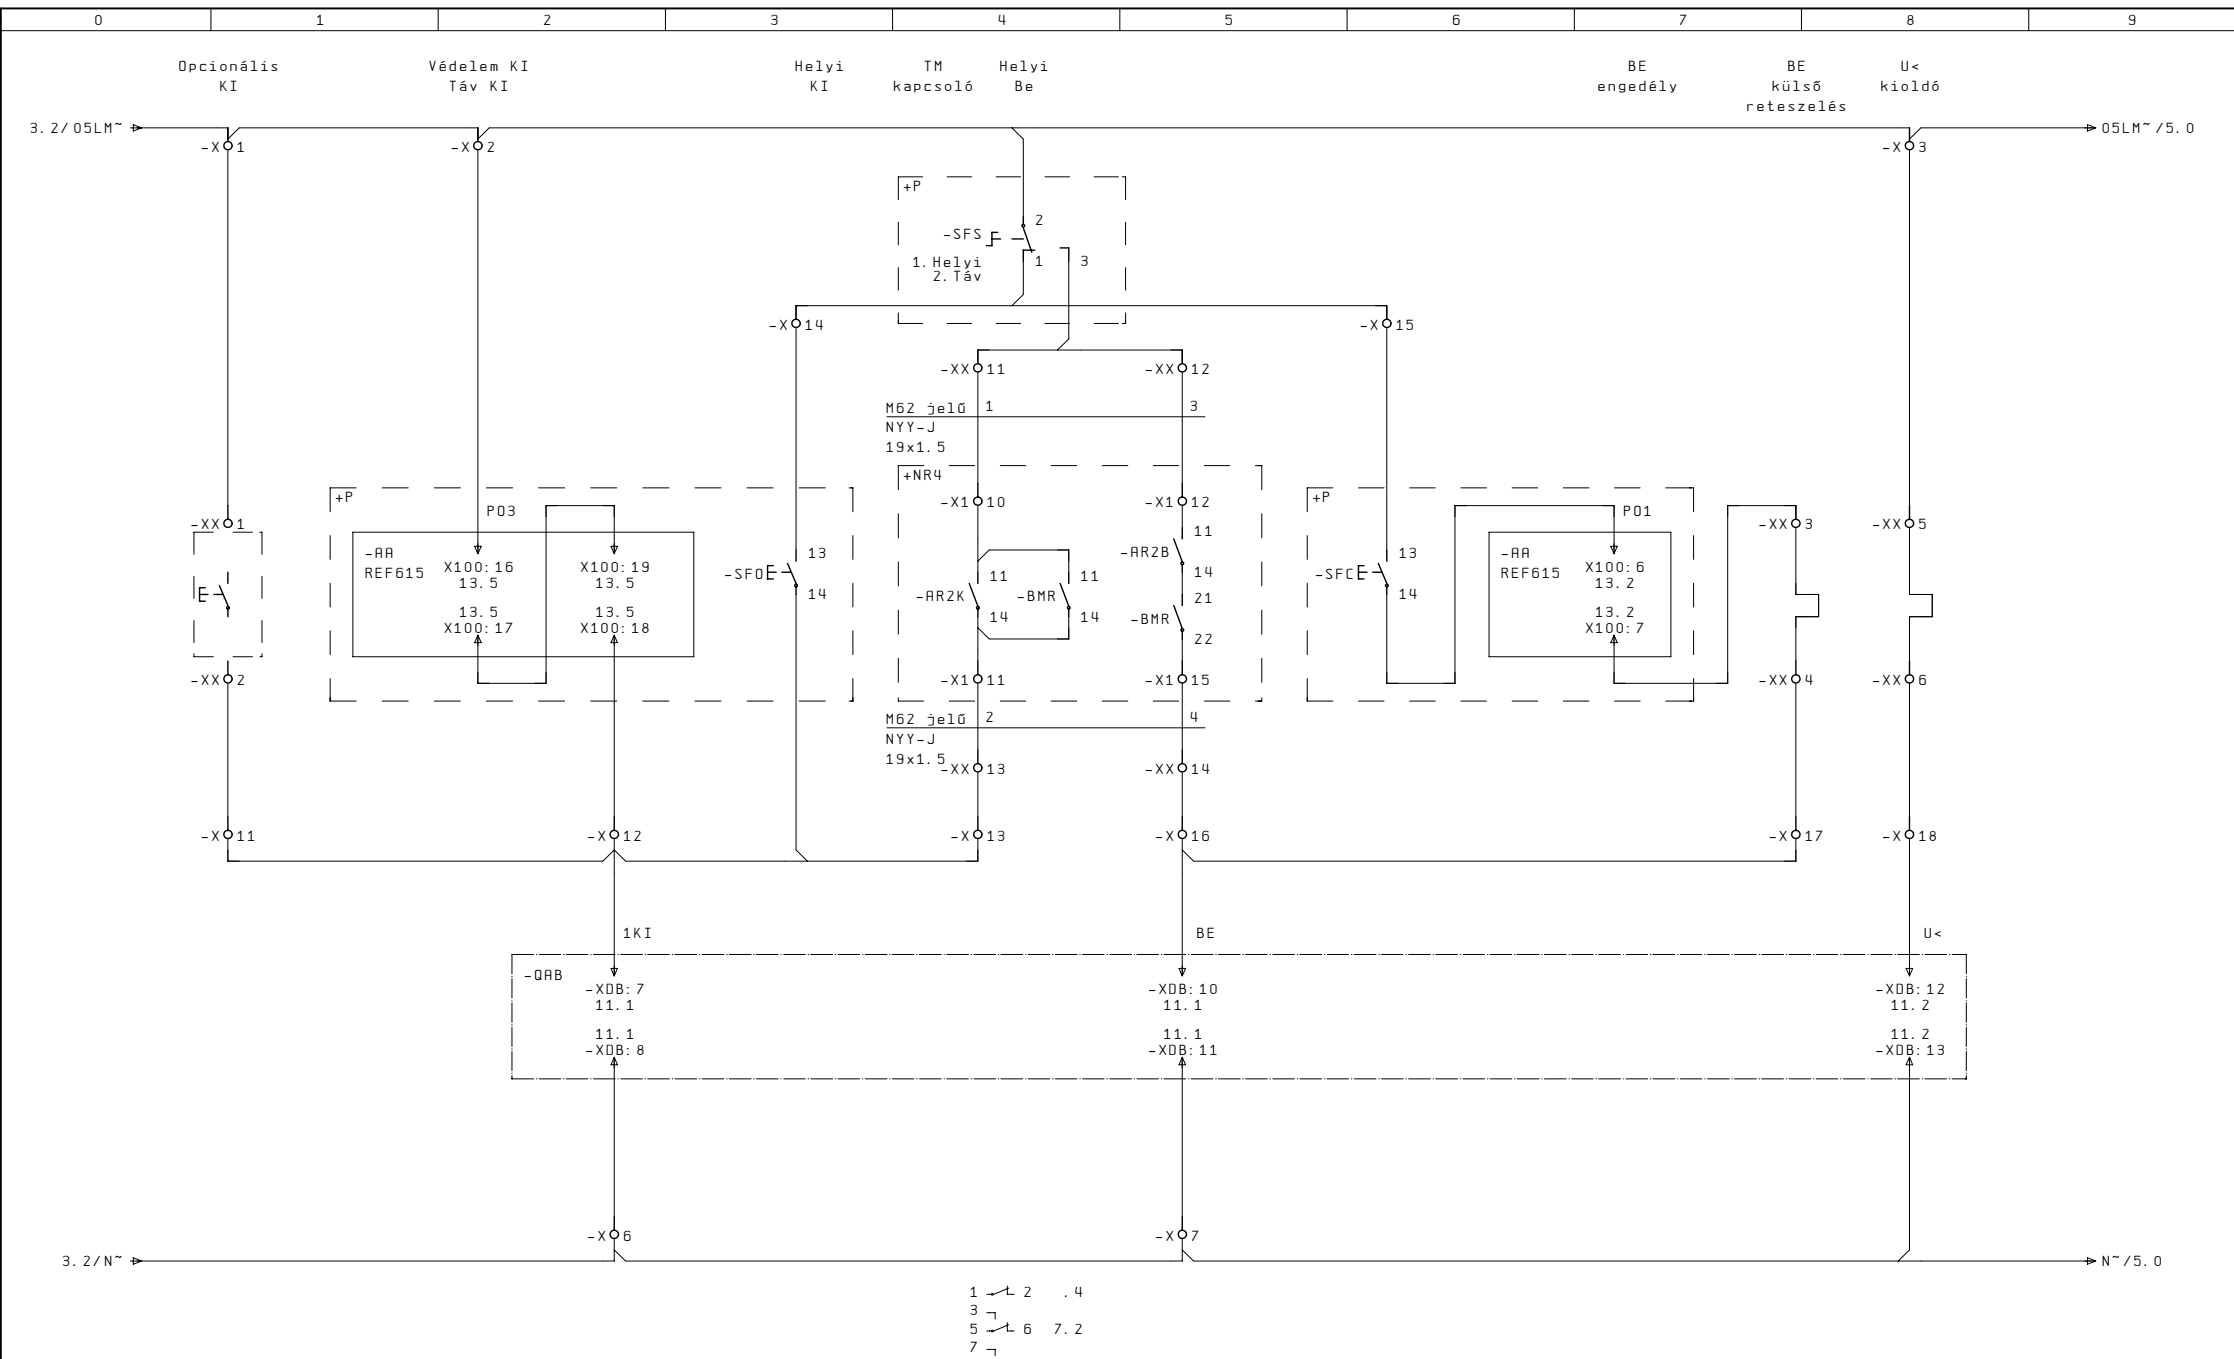 0 1 2 3 4 5 6 7 8 9
Opcionális
KI
Védelem KI
Táv KI
Helyi
KI
TM
kapcsoló
Helyi
Be
BE
engedély
BE
külső
reteszelés
U<
kioldó
3.2/05LM~
05LM~/5.0
-X 1
-X 2
-X 3
+P
2
-SFS
1.Helyi
2.Táv
1
3
-X 14
-X 15
-XX 11
-XX 12
M62 jelű 1 3
NYY-J
19x1.5
+NR4
-X1 10
-X1 12
+P
PO3
+P
PO1
-XX 1
-XX 3
-XX 5
-AA
REF615
X100:16
13.5
X100:19
13.5
13.5
X100:17
13.5
X100:18
-SFO
13
14
-AR2K
11
14
-BMR
11
14
-AR2B
11
14
-BMR
21
22
-SFC
13
14
-AA
REF615
X100:6
13.2
13.2
X100:7
-XX 2
-X1 11
-X1 15
-XX 4
-XX 6
M62 jelű 2 4
NYY-J
19x1.5
-XX 13
-XX 14
-X 11
-X 12
-X 13
-X 16
-X 17
-X 18
1KI
BE
U<
-QAB
-XDB:7
11.1
-XDB:10
11.1
-XDB:12
11.2
11.1
-XDB:8
11.1
-XDB:11
11.2
-XDB:13
-X 6
-X 7
3.2/N~
N~/5.0
1 2 .4
3
5 6 7.2
7